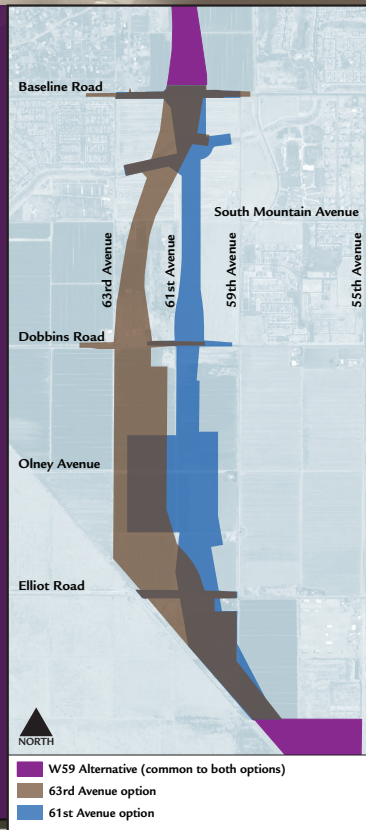 Baseline Road
South Mountain Avenue
63rd Avenue
61st Avenue
59th Avenue
55th Avenue
Dobbins Road
Olney Avenue
Elliot Road
NORTH
W59 Alternative (common to both options)
63rd Avenue option
61st Avenue option